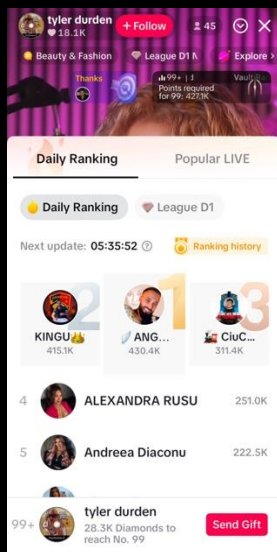 tyler durden
18.1K
+ Follow
45
Beauty & Fashion
League D1
Explore >
Thanks
99+
Points required
for 99: 427.1K
Daily Ranking
Popular LIVE
Daily Ranking
League D1
Next update: 05:35:52
Ranking history
2
1
3
KINGU
ANG...
CiuC...
415.1K
430.4K
311.4K
4
ALEXANDRA RUSU
251.0K
5
Andreea Diaconu
222.5K
99+
tyler durden
28.3K Diamonds to
reach No. 99
Send Gift